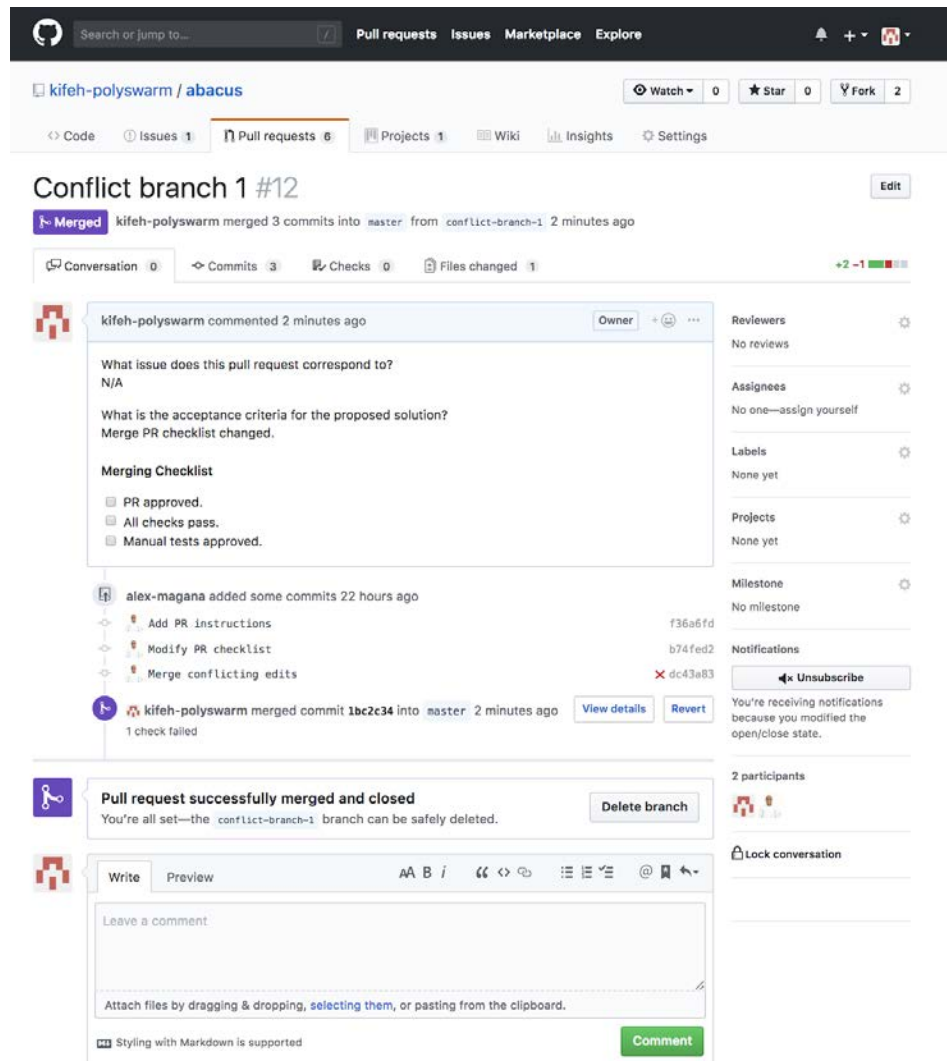 Search or jump to... /
Pull requests Issues Marketplace Explore
kifeh-polyswarm / abacus
Watch 0 Star 0 Fork 2
Code Issues 1 Pull requests 6 Projects 1 Wiki Insights Settings
Conflict branch 1 #12
Edit
Merged kifeh-polyswarm merged 3 commits into master from conflict-branch-1 2 minutes ago
Conversation 0 Commits 3 Checks 0 Files changed 1 +2 −1
kifeh-polyswarm commented 2 minutes ago Owner
What issue does this pull request correspond to?
N/A
What is the acceptance criteria for the proposed solution?
Merge PR checklist changed.
Merging Checklist
PR approved.
All checks pass.
Manual tests approved.
alex-magana added some commits 22 hours ago
Add PR instructions f36a6fd
Modify PR checklist b74fed2
Merge conflicting edits dc43a83
kifeh-polyswarm merged commit 1bc2c34 into master 2 minutes ago View details Revert
1 check failed
Pull request successfully merged and closed
You're all set—the conflict-branch-1 branch can be safely deleted.
Delete branch
Write Preview AA B i
Leave a comment
Attach files by dragging & dropping, selecting them, or pasting from the clipboard.
Styling with Markdown is supported
Comment
Reviewers
No reviews
Assignees
No one—assign yourself
Labels
None yet
Projects
None yet
Milestone
No milestone
Notifications
Unsubscribe
You're receiving notifications
because you modified the
open/close state.
2 participants
Lock conversation